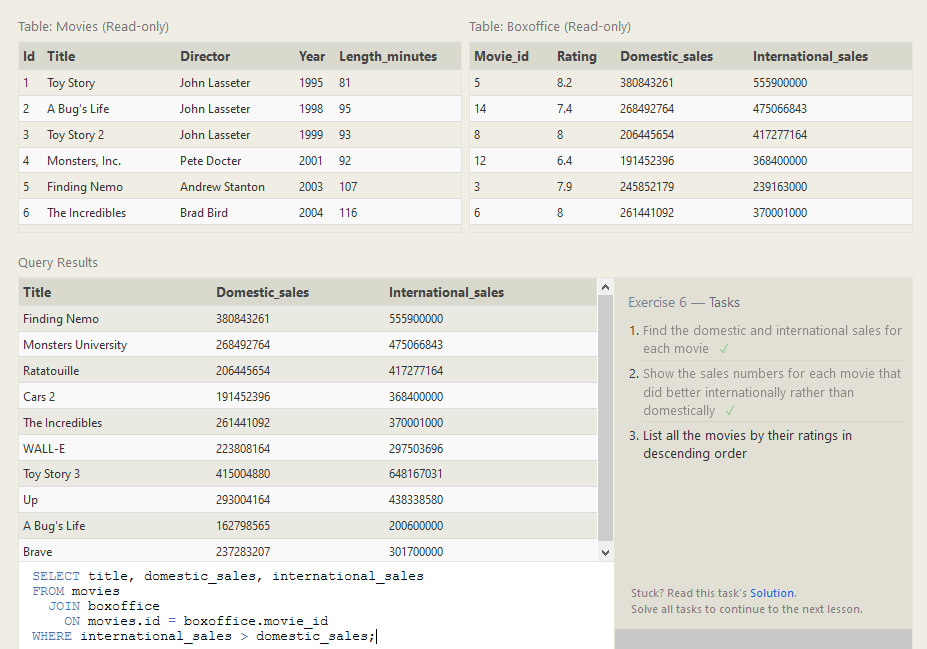 Table: Movies (Read-only)
Id Title Director Year Length_minutes
1 Toy Story John Lasseter 1995 81
2 A Bug's Life John Lasseter 1998 95
3 Toy Story 2 John Lasseter 1999 93
4 Monsters, Inc. Pete Docter 2001 92
5 Finding Nemo Andrew Stanton 2003 107
6 The Incredibles Brad Bird 2004 116
Table: Boxoffice (Read-only)
Movie_id Rating Domestic_sales International_sales
5 8.2 380843261 555900000
14 7.4 268492764 475066843
8 8 206445654 417277164
12 6.4 191452396 368400000
3 7.9 245852179 239163000
6 8 261441092 370001000
Query Results
Title Domestic_sales International_sales
Finding Nemo 380843261 555900000
Monsters University 268492764 475066843
Ratatouille 206445654 417277164
Cars 2 191452396 368400000
The Incredibles 261441092 370001000
WALL-E 223808164 297503696
Toy Story 3 415004880 648167031
Up 293004164 438338580
A Bug's Life 162798565 200600000
Brave 237283207 301700000
SELECT title, domestic_sales, international_sales
FROM movies
JOIN boxoffice
ON movies.id = boxoffice.movie_id
WHERE international_sales > domestic_sales;
Exercise 6 — Tasks
1. Find the domestic and international sales for
each movie ✓
2. Show the sales numbers for each movie that
did better internationally rather than
domestically ✓
3. List all the movies by their ratings in
descending order
Stuck? Read this task's Solution.
Solve all tasks to continue to the next lesson.